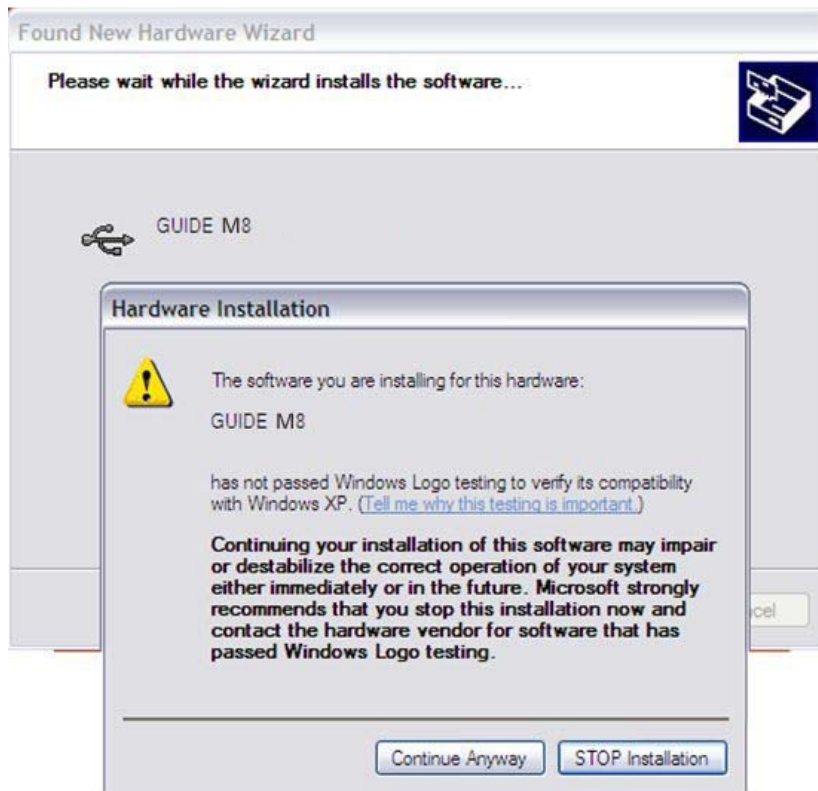 Found New Hardware Wizard
Please wait while the wizard installs the software...
GUIDE M8
Hardware Installation
The software you are installing for this hardware:
GUIDE M8
has not passed Windows Logo testing to verify its compatibility
with Windows XP. (Tell me why this testing is important.)
Continuing your installation of this software may impair
or destabilize the correct operation of your system
either immediately or in the future. Microsoft strongly
recommends that you stop this installation now and
contact the hardware vendor for software that has
passed Windows Logo testing.
Continue Anyway
STOP Installation